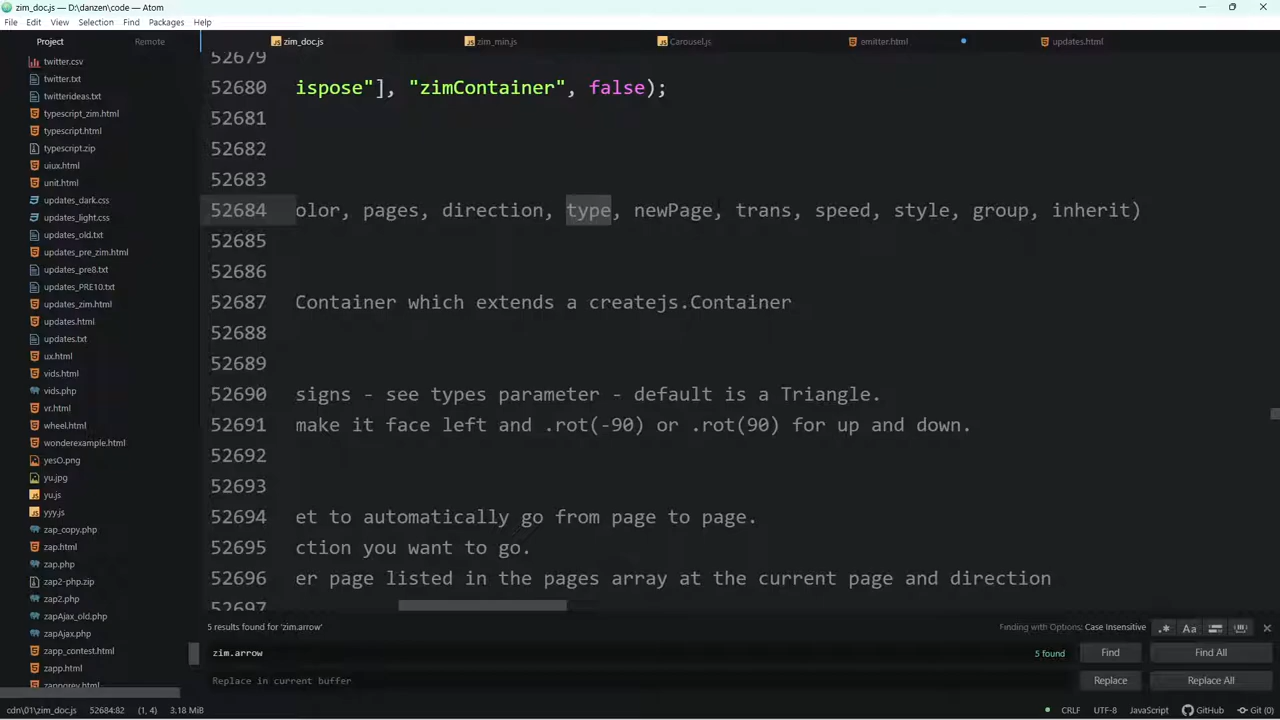 zim_doc.js — D:\danzen\code — Atom
File Edit View Selection Find Packages Help
Project Remote
zim_doc.js zim_min.js Carousel.js emitter.html updates.html
twitter.csv
twitter.txt
twitterideas.txt
typescript_zim.html
typescript.html
typescript.zip
uiux.html
unit.html
updates_dark.css
updates_light.css
updates_old.txt
updates_pre_zim.html
updates_pre8.txt
updates_PRE10.txt
updates_zim.html
updates.html
updates.txt
ux.html
vids.html
vids.php
vr.html
wheel.html
wonderexample.html
yesO.png
yu.jpg
yu.js
yyy.js
zap_copy.php
zap.html
zap.php
zap2-php.zip
zap2.php
zapAjax_old.php
zapAjax.php
zapp_contest.html
zapp.html
zappgrey.html
52679
52680 ispose"], "zimContainer", false);
52681
52682
52683
52684 olor, pages, direction, type, newPage, trans, speed, style, group, inherit)
52685
52686
52687 Container which extends a createjs.Container
52688
52689
52690 signs - see types parameter - default is a Triangle.
52691 make it face left and .rot(-90) or .rot(90) for up and down.
52692
52693
52694 et to automatically go from page to page.
52695 ction you want to go.
52696 er page listed in the pages array at the current page and direction
52697
5 results found for 'zim.arrow' Finding with Options: Case Insensitive .* Aa
zim.arrow 5 found Find Find All
Replace in current buffer Replace Replace All
cdn\01\zim_doc.js 52684:82 (1, 4) 3.18 MiB CRLF UTF-8 JavaScript GitHub Git (0)